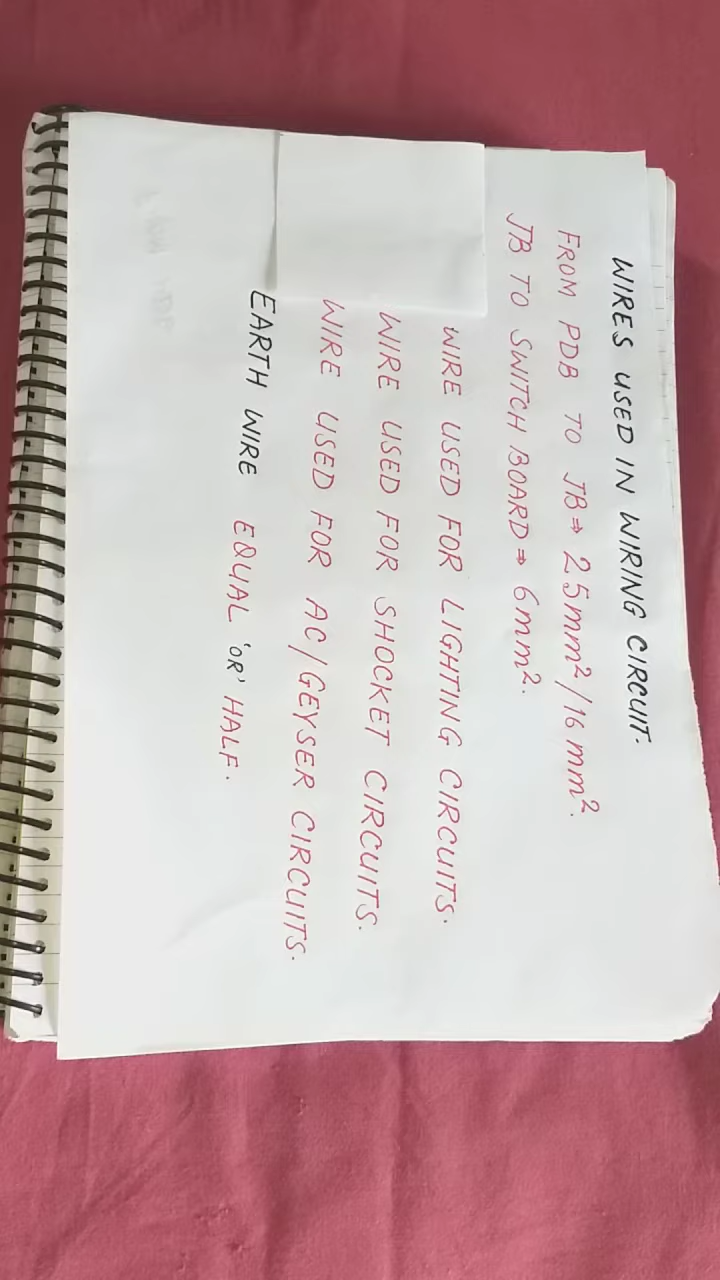 WIRES USED IN WIRING CIRCUIT.
FROM PDB TO JB⇒ 25mm²/16mm².
JB TO SWITCH BOARD⇒ 6mm².
WIRE USED FOR LIGHTING CIRCUITS.
WIRE USED FOR SHOCKET CIRCUITS.
WIRE USED FOR AC/GEYSER CIRCUITS.
EARTH WIRE EQUAL 'OR' HALF.